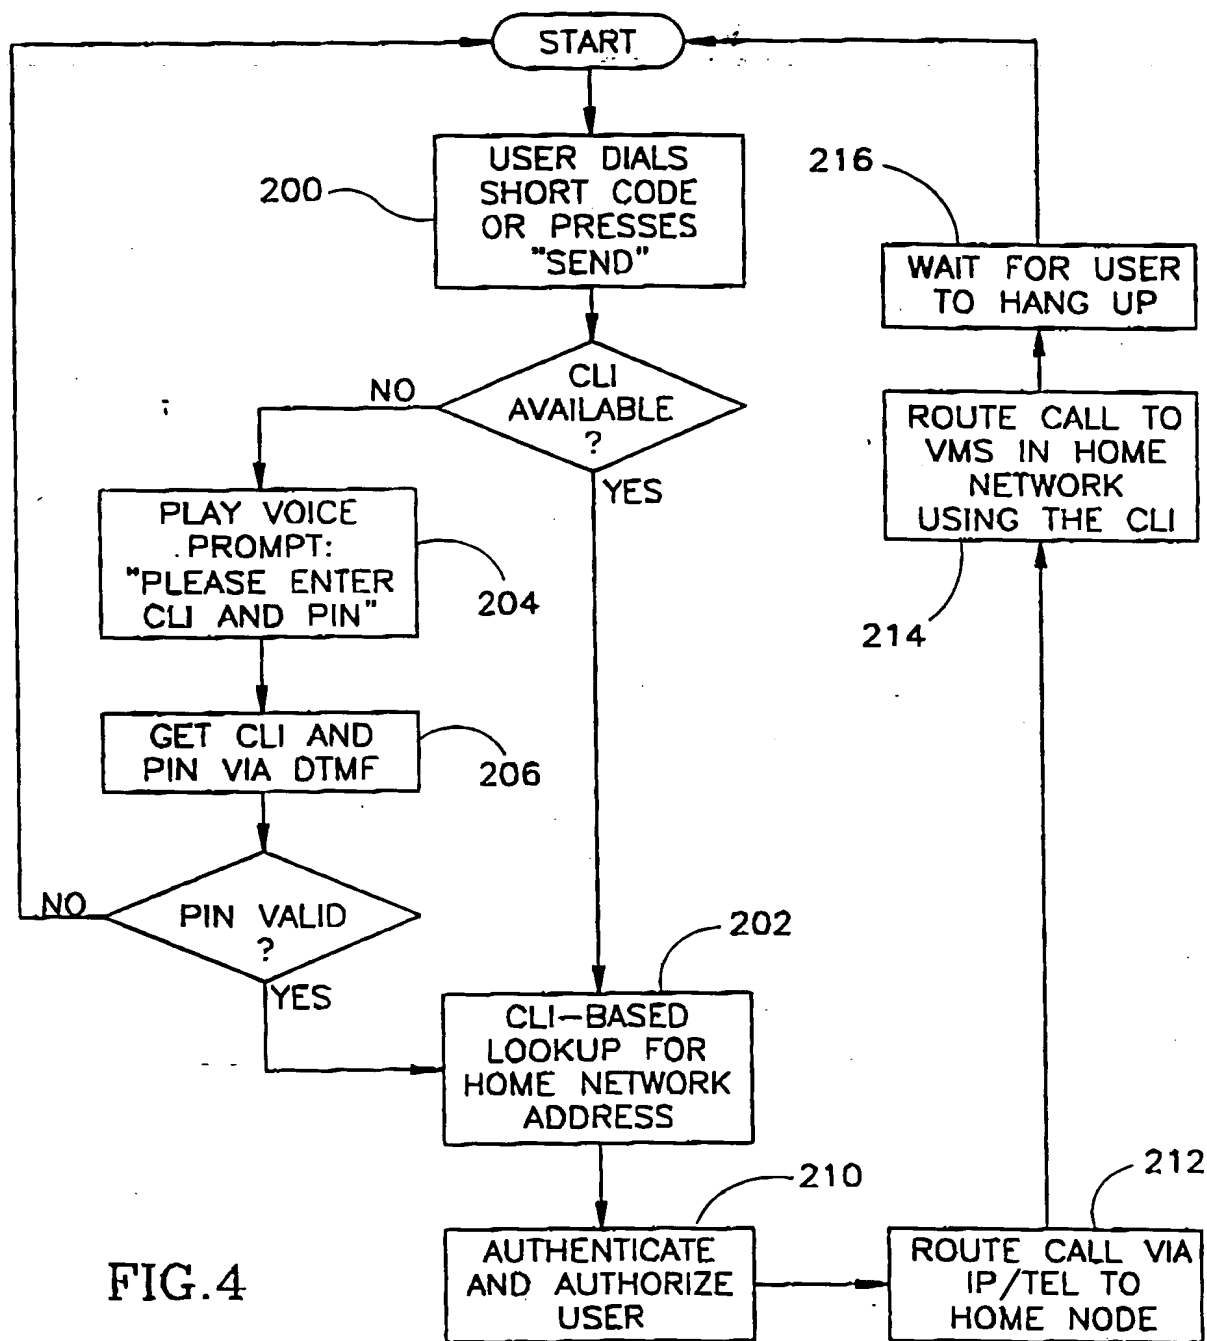 START
USER DIALS
SHORT CODE
OR PRESSES
"SEND"
200
CLI
AVAILABLE
?
NO
YES
PLAY VOICE
PROMPT:
"PLEASE ENTER
CLI AND PIN"
204
GET CLI AND
PIN VIA DTMF
206
PIN VALID
?
NO
YES
202
CLI-BASED
LOOKUP FOR
HOME NETWORK
ADDRESS
210
AUTHENTICATE
AND AUTHORIZE
USER
212
ROUTE CALL VIA
IP/TEL TO
HOME NODE
ROUTE CALL TO
VMS IN HOME
NETWORK
USING THE CLI
214
216
WAIT FOR USER
TO HANG UP
FIG.4